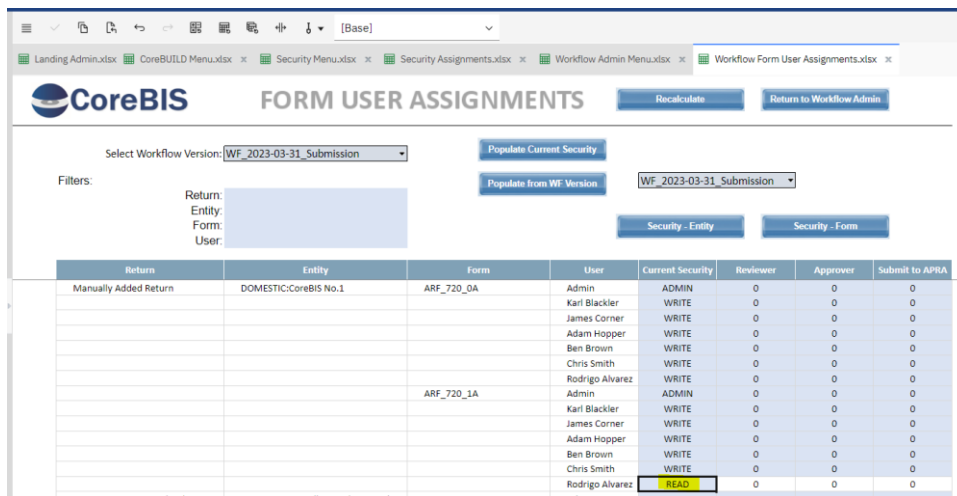 [Base]
Landing Admin.xlsx CoreBUILD Menu.xlsx × Security Menu.xlsx × Security Assignments.xlsx × Workflow Admin Menu.xlsx × Workflow Form User Assignments.xlsx ×
CoreBIS FORM USER ASSIGNMENTS Recalculate Return to Workflow Admin
Select Workflow Version: WF_2023-03-31_Submission Populate Current Security
Filters: Populate from WF Version WF_2023-03-31_Submission
Return:
Entity:
Form: Security - Entity Security - Form
User:
Return Entity Form User Current Security Reviewer Approver Submit to APRA
Manually Added Return DOMESTIC:CoreBIS No.1 ARF_720_0A Admin ADMIN 0 0 0
Karl Blackler WRITE 0 0 0
James Corner WRITE 0 0 0
Adam Hopper WRITE 0 0 0
Ben Brown WRITE 0 0 0
Chris Smith WRITE 0 0 0
Rodrigo Alvarez WRITE 0 0 0
ARF_720_1A Admin ADMIN 0 0 0
Karl Blackler WRITE 0 0 0
James Corner WRITE 0 0 0
Adam Hopper WRITE 0 0 0
Ben Brown WRITE 0 0 0
Chris Smith WRITE 0 0 0
Rodrigo Alvarez READ 0 0 0